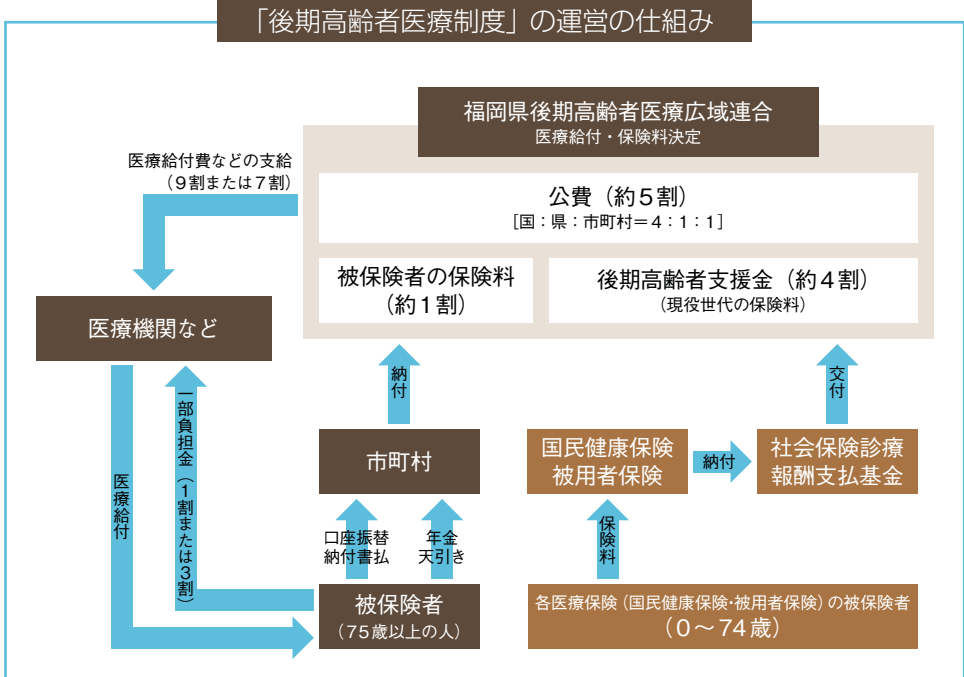 「後期高齢者医療制度」の運営の仕組み
福岡県後期高齢者医療広域連合
医療給付・保険料決定
医療給付費などの支給
（9割または7割）
公費（約5割）
［国：県：市町村＝4：1：1］
被保険者の保険料
（約1割）
後期高齢者支援金（約4割）
（現役世代の保険料）
医療機関など
納付
交付
一部負担金（1割または3割）
医療給付
市町村
国民健康保険
被用者保険
納付
社会保険診療
報酬支払基金
口座振替
納付書払
年金
天引き
保険料
被保険者
（75歳以上の人）
各医療保険（国民健康保険・被用者保険）の被保険者
（0～74歳）